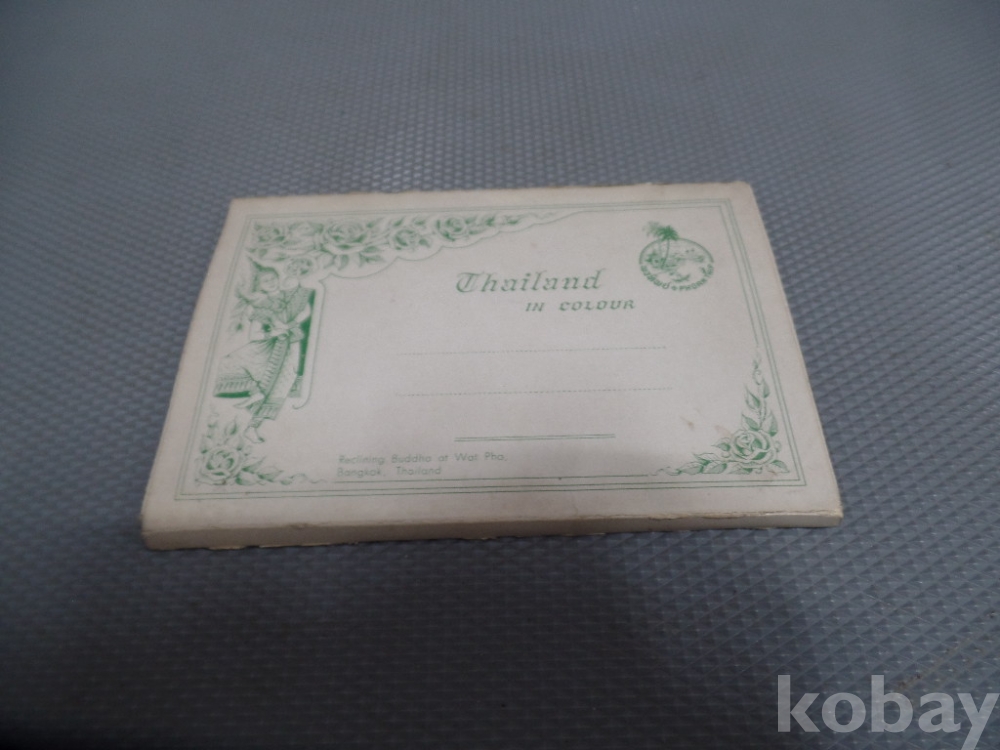 Thailand
IN COLOUR
Reclining Buddha at Wat Pho,
Bangkok, Thailand
kobay